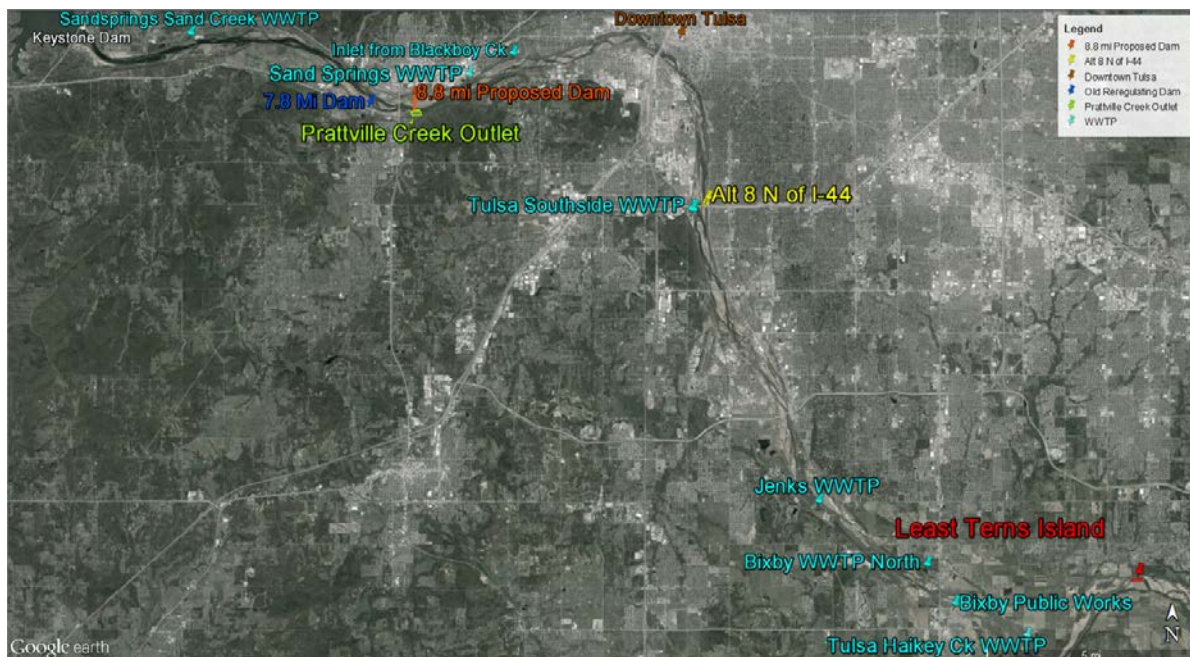 Sandsprings Sand Creek WWTP
Downtown Tulsa
Keystone Dam
Inlet from Blackboy Ck
Sand Springs WWTP
7.8 Mi Dam
8.8 mi Proposed Dam
Prattville Creek Outlet
Legend
8.8 mi Proposed Dam
Alt 8 N of I-44
Downtown Tulsa
Old Reregulating Dam
Prattville Creek Outlet
WWTP
Tulsa Southside WWTP
Alt 8 N of I-44
Jenks WWTP
Least Terns Island
Bixby WWTP North
Bixby Public Works
Tulsa Haikey Ck WWTP
N
Google earth
5 mi